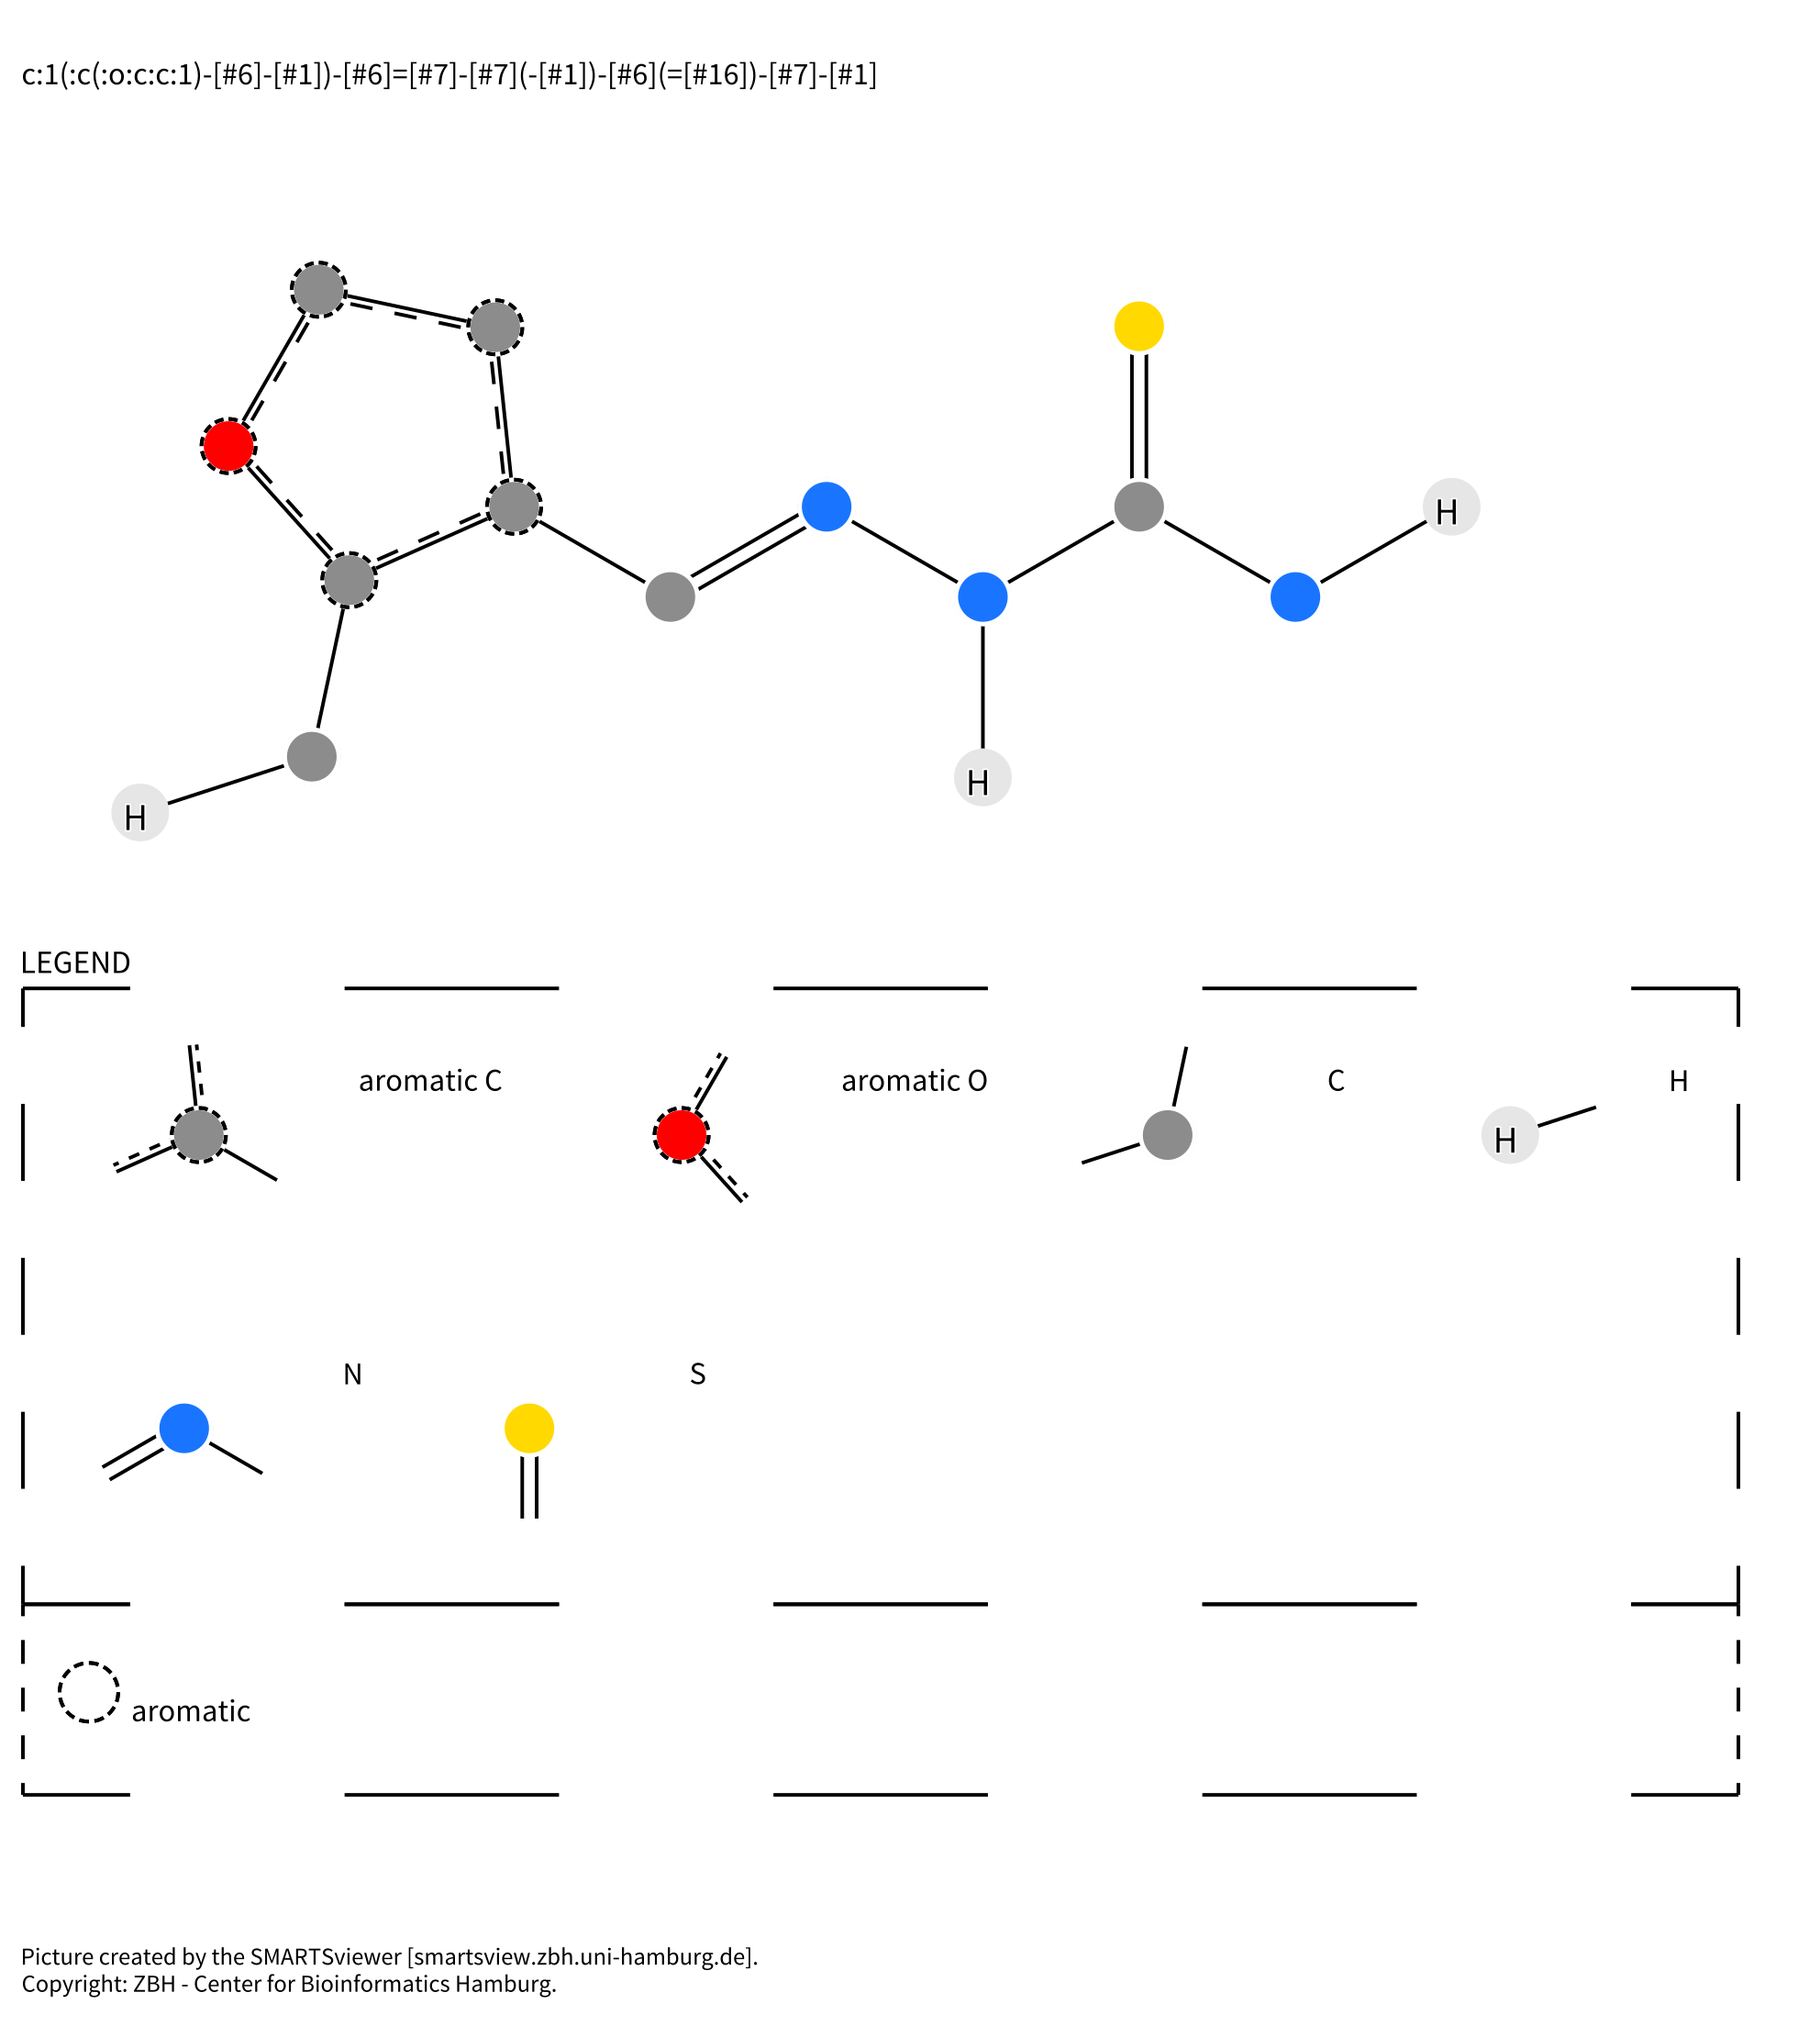 c:1(:c(:o:c:c:1)-[#6]-[#1])-[#6]=[#7]-[#7](-[#1])-[#6](=[#16])-[#7]-[#1]
H
H
H
LEGEND
aromatic C
aromatic O
C
H
H
N
S
aromatic
Picture created by the SMARTSviewer [smartsview.zbh.uni-hamburg.de].
Copyright: ZBH - Center for Bioinformatics Hamburg.